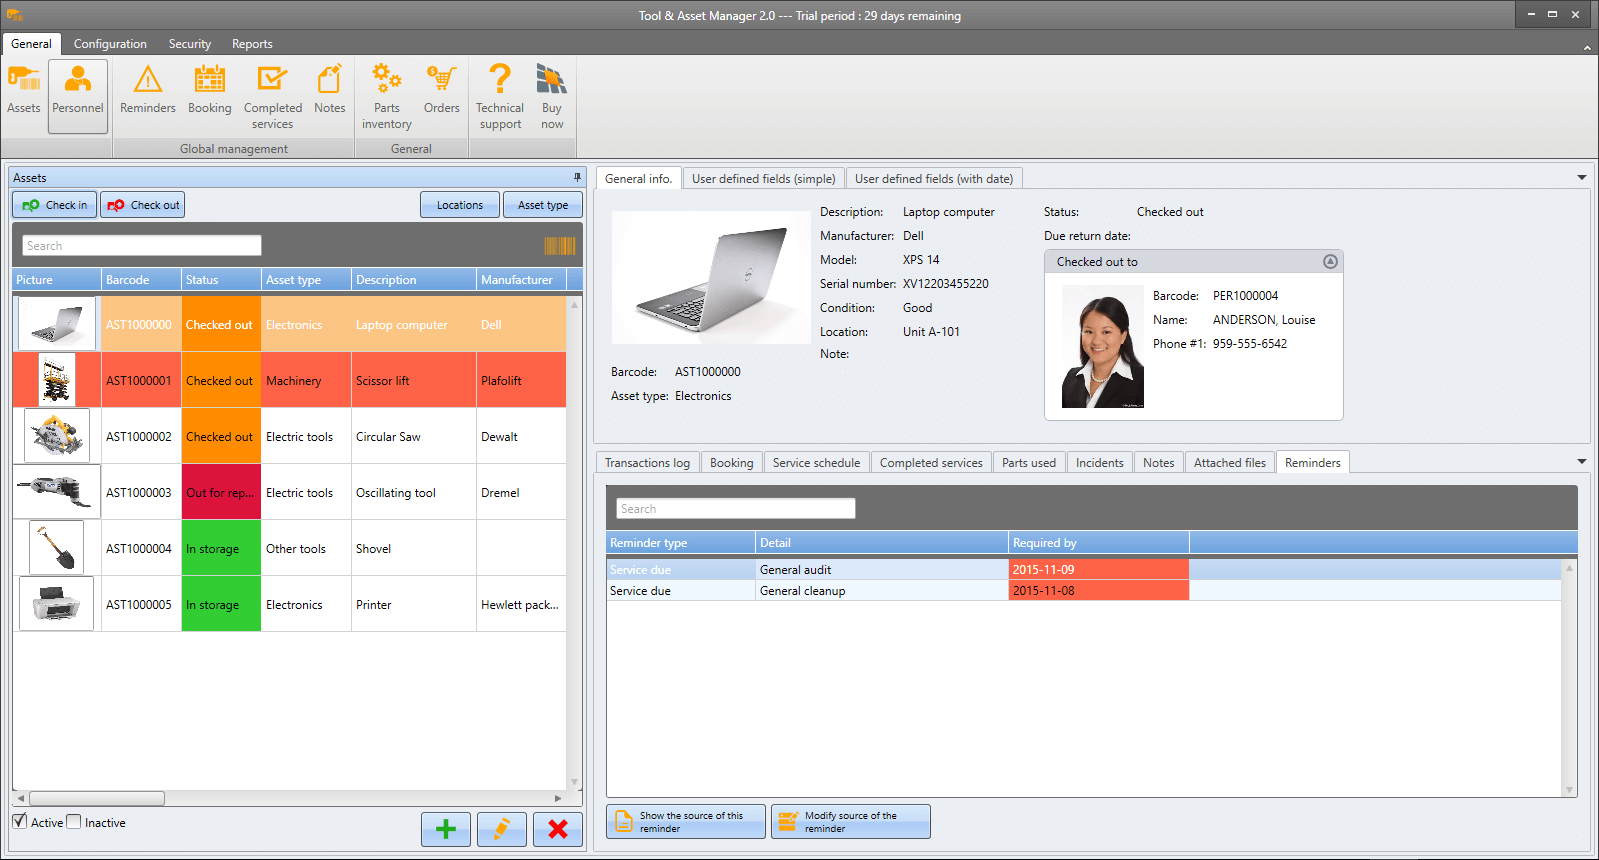 Tool & Asset Manager 2.0 --- Trial period : 29 days remaining
General Configuration Security Reports
Assets Personnel Reminders Booking Completed services Notes Parts inventory Orders Technical support Buy now
Global management General
Assets
Check in Check out Locations Asset type
Search
Picture Barcode Status Asset type Description Manufacturer
AST1000000 Checked out Electronics Laptop computer Dell
AST1000001 Checked out Machinery Scissor lift Plafolift
AST1000002 Checked out Electric tools Circular Saw Dewalt
AST1000003 Out for rep... Electric tools Oscillating tool Dremel
AST1000004 In storage Other tools Shovel
AST1000005 In storage Electronics Printer Hewlett pack...
Active Inactive
General info. User defined fields (simple) User defined fields (with date)
Description: Laptop computer
Manufacturer: Dell
Model: XPS 14
Serial number: XV12203455220
Condition: Good
Location: Unit A-101
Note:
Barcode: AST1000000
Asset type: Electronics
Status: Checked out
Due return date:
Checked out to
Barcode: PER1000004
Name: ANDERSON, Louise
Phone #1: 959-555-6542
Transactions log Booking Service schedule Completed services Parts used Incidents Notes Attached files Reminders
Search
Reminder type Detail Required by
Service due General audit 2015-11-09
Service due General cleanup 2015-11-08
Show the source of this
reminder
Modify source of the
reminder